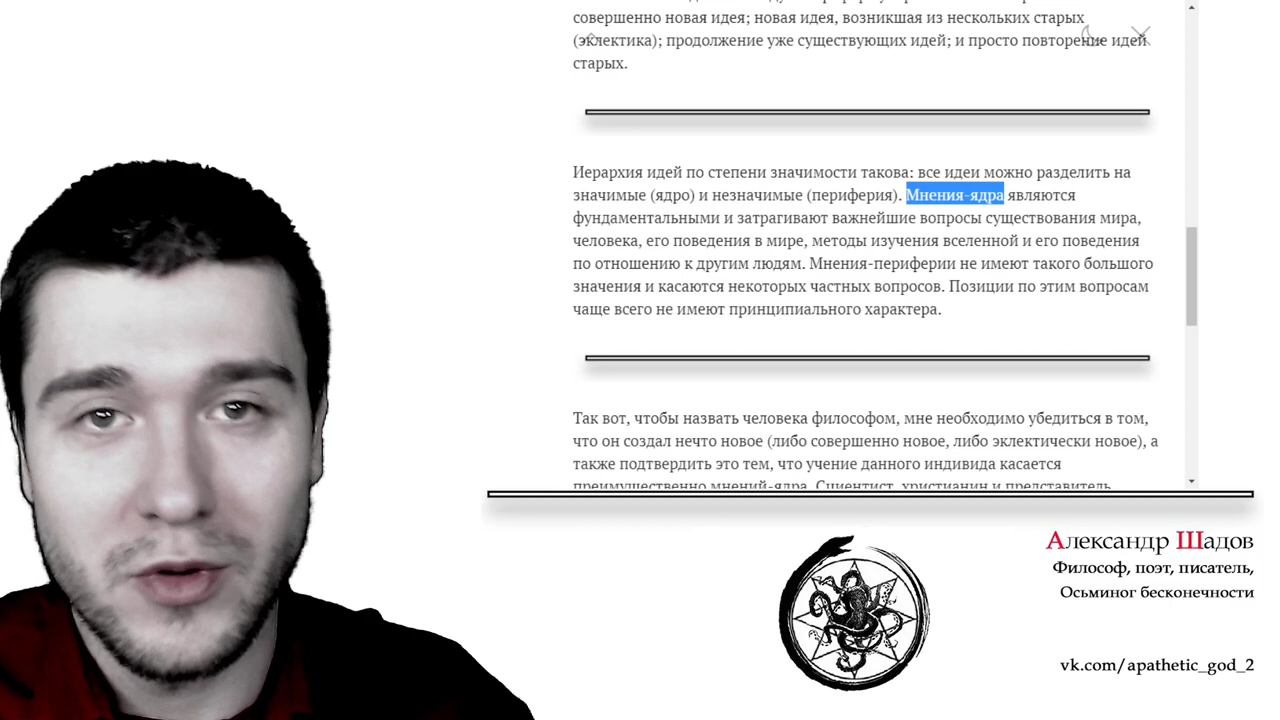 совершенно новая идея; новая идея, возникшая из нескольких старых
(эклектика); продолжение уже существующих идей; и просто повторение идей
старых.
Иерархия идей по степени значимости такова: все идеи можно разделить на
значимые (ядро) и незначимые (периферия). Мнения-ядра являются
фундаментальными и затрагивают важнейшие вопросы существования мира,
человека, его поведения в мире, методы изучения вселенной и его поведения
по отношению к другим людям. Мнения-периферии не имеют такого большого
значения и касаются некоторых частных вопросов. Позиции по этим вопросам
чаще всего не имеют принципиального характера.
Так вот, чтобы назвать человека философом, мне необходимо убедиться в том,
что он создал нечто новое (либо совершенно новое, либо эклектически новое), а
также подтвердить это тем, что учение данного индивида касается
преимущественно мнений-ядра. Сциентист, христианин и представитель
Александр Шадов
Философ, поэт, писатель,
Осьминог бесконечности
vk.com/apathetic_god_2